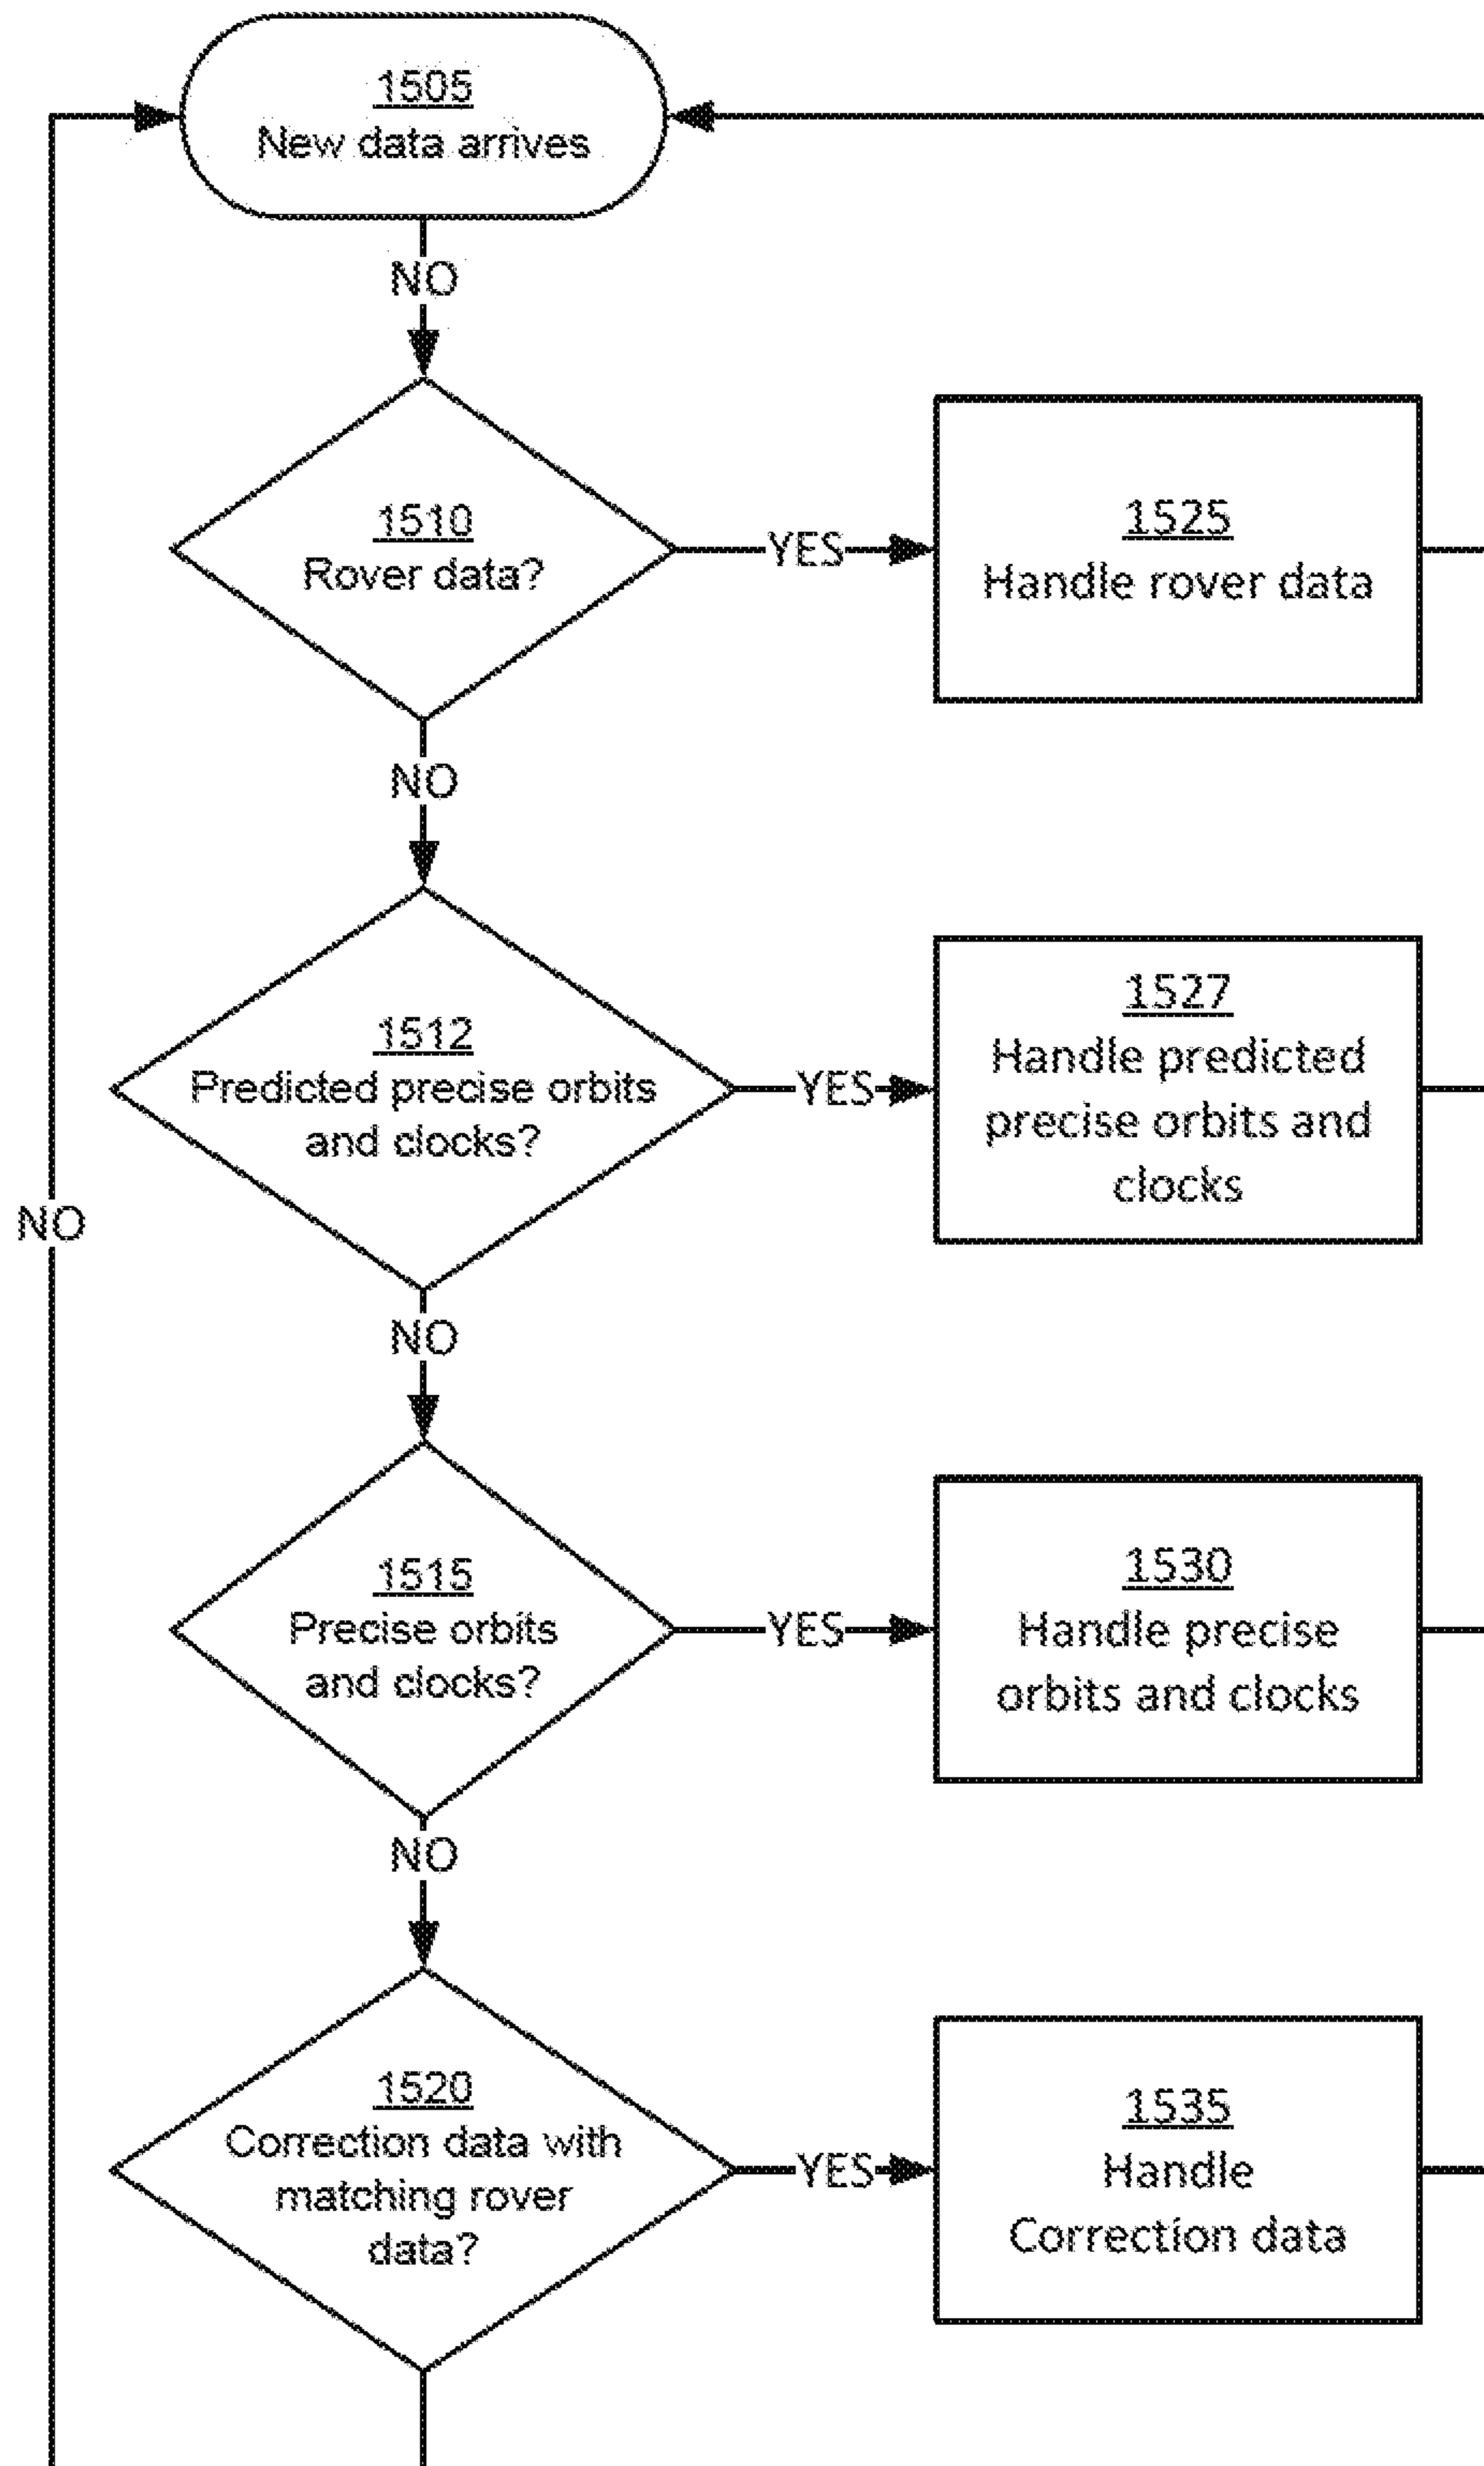 1505
New data arrives
NO
1510
Rover data?
YES
1525
Handle rover data
NO
1512
Predicted precise orbits
and clocks?
YES
1527
Handle predicted
precise orbits and
clocks
NO
NO
1515
Precise orbits
and clocks?
YES
1530
Handle precise
orbits and clocks
NO
1520
Correction data with
matching rover
data?
YES
1535
Handle
Correction data